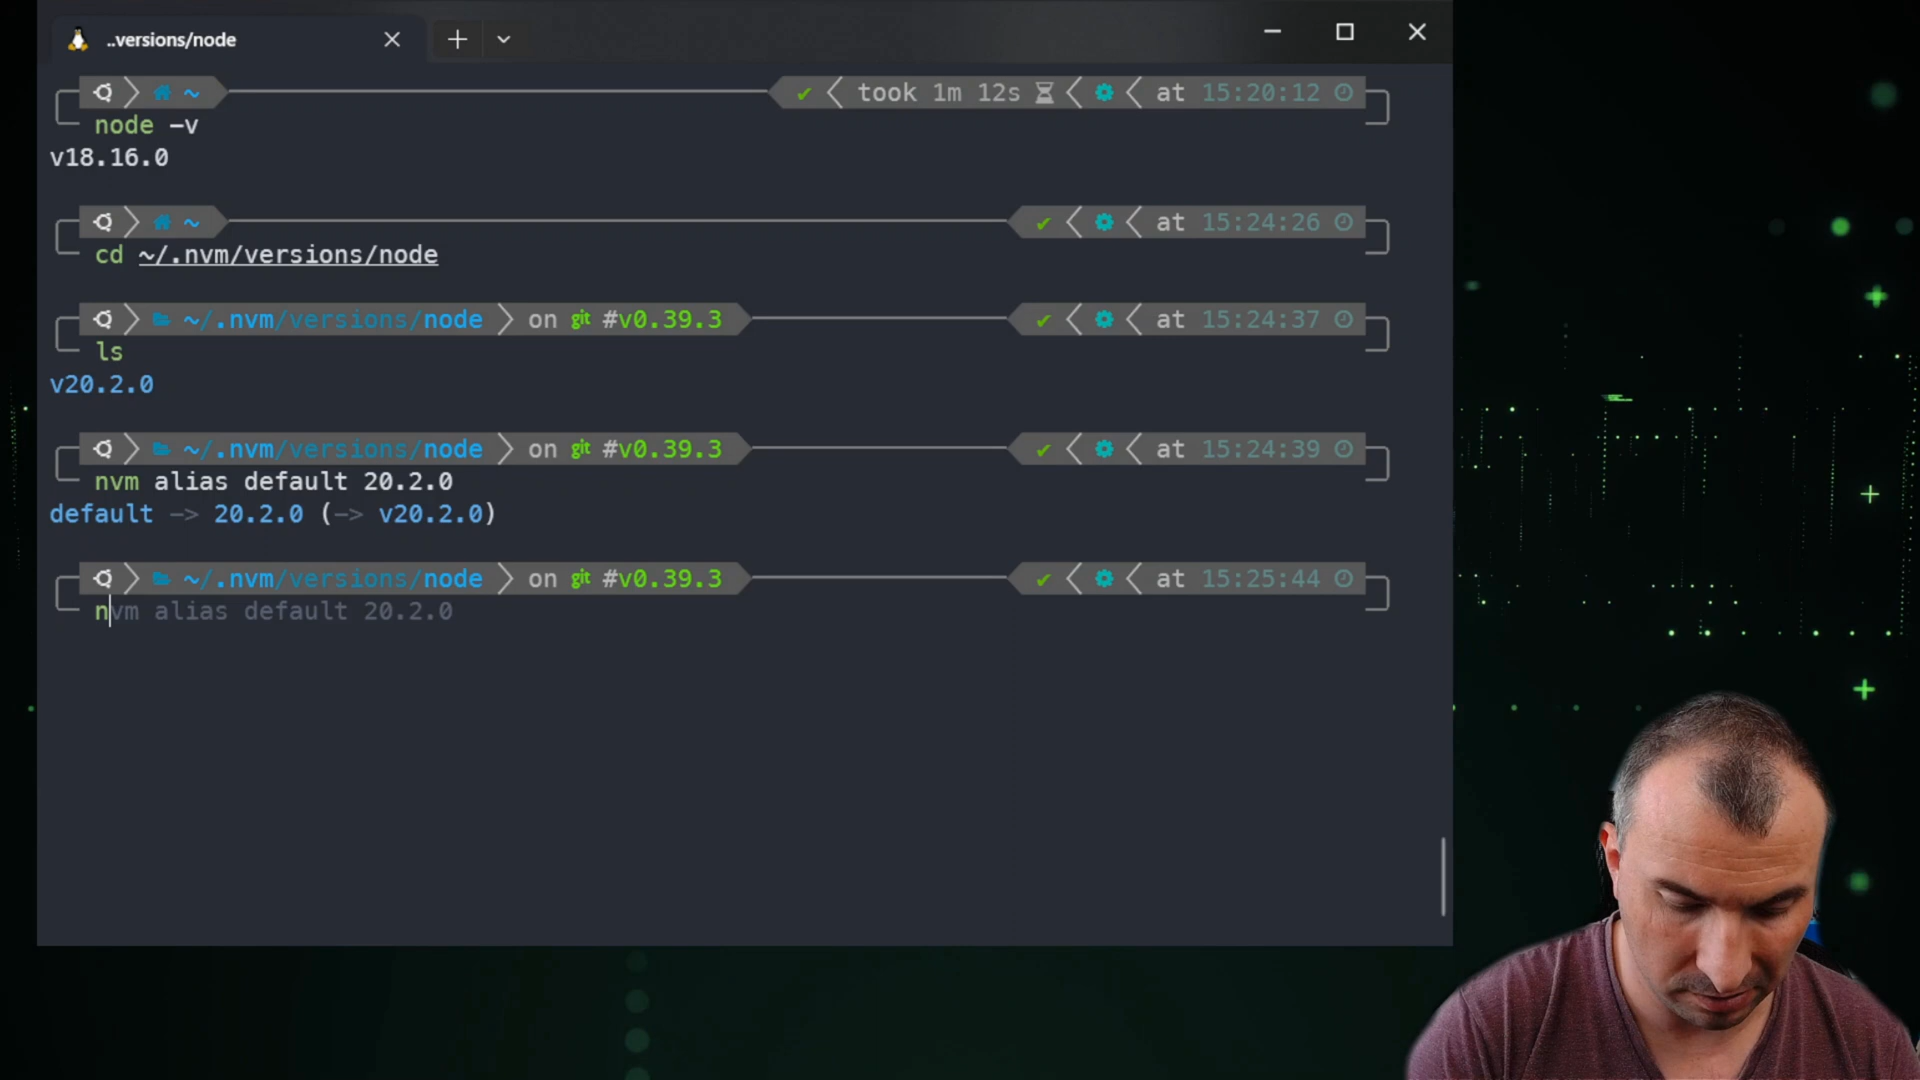 ..versions/node
~ took 1m 12s at 15:20:12
node -v
v18.16.0
~ at 15:24:26
cd ~/.nvm/versions/node
~/.nvm/versions/node on git #v0.39.3 at 15:24:37
ls
v20.2.0
~/.nvm/versions/node on git #v0.39.3 at 15:24:39
nvm alias default 20.2.0
default -> 20.2.0 (-> v20.2.0)
~/.nvm/versions/node on git #v0.39.3 at 15:25:44
nvm alias default 20.2.0